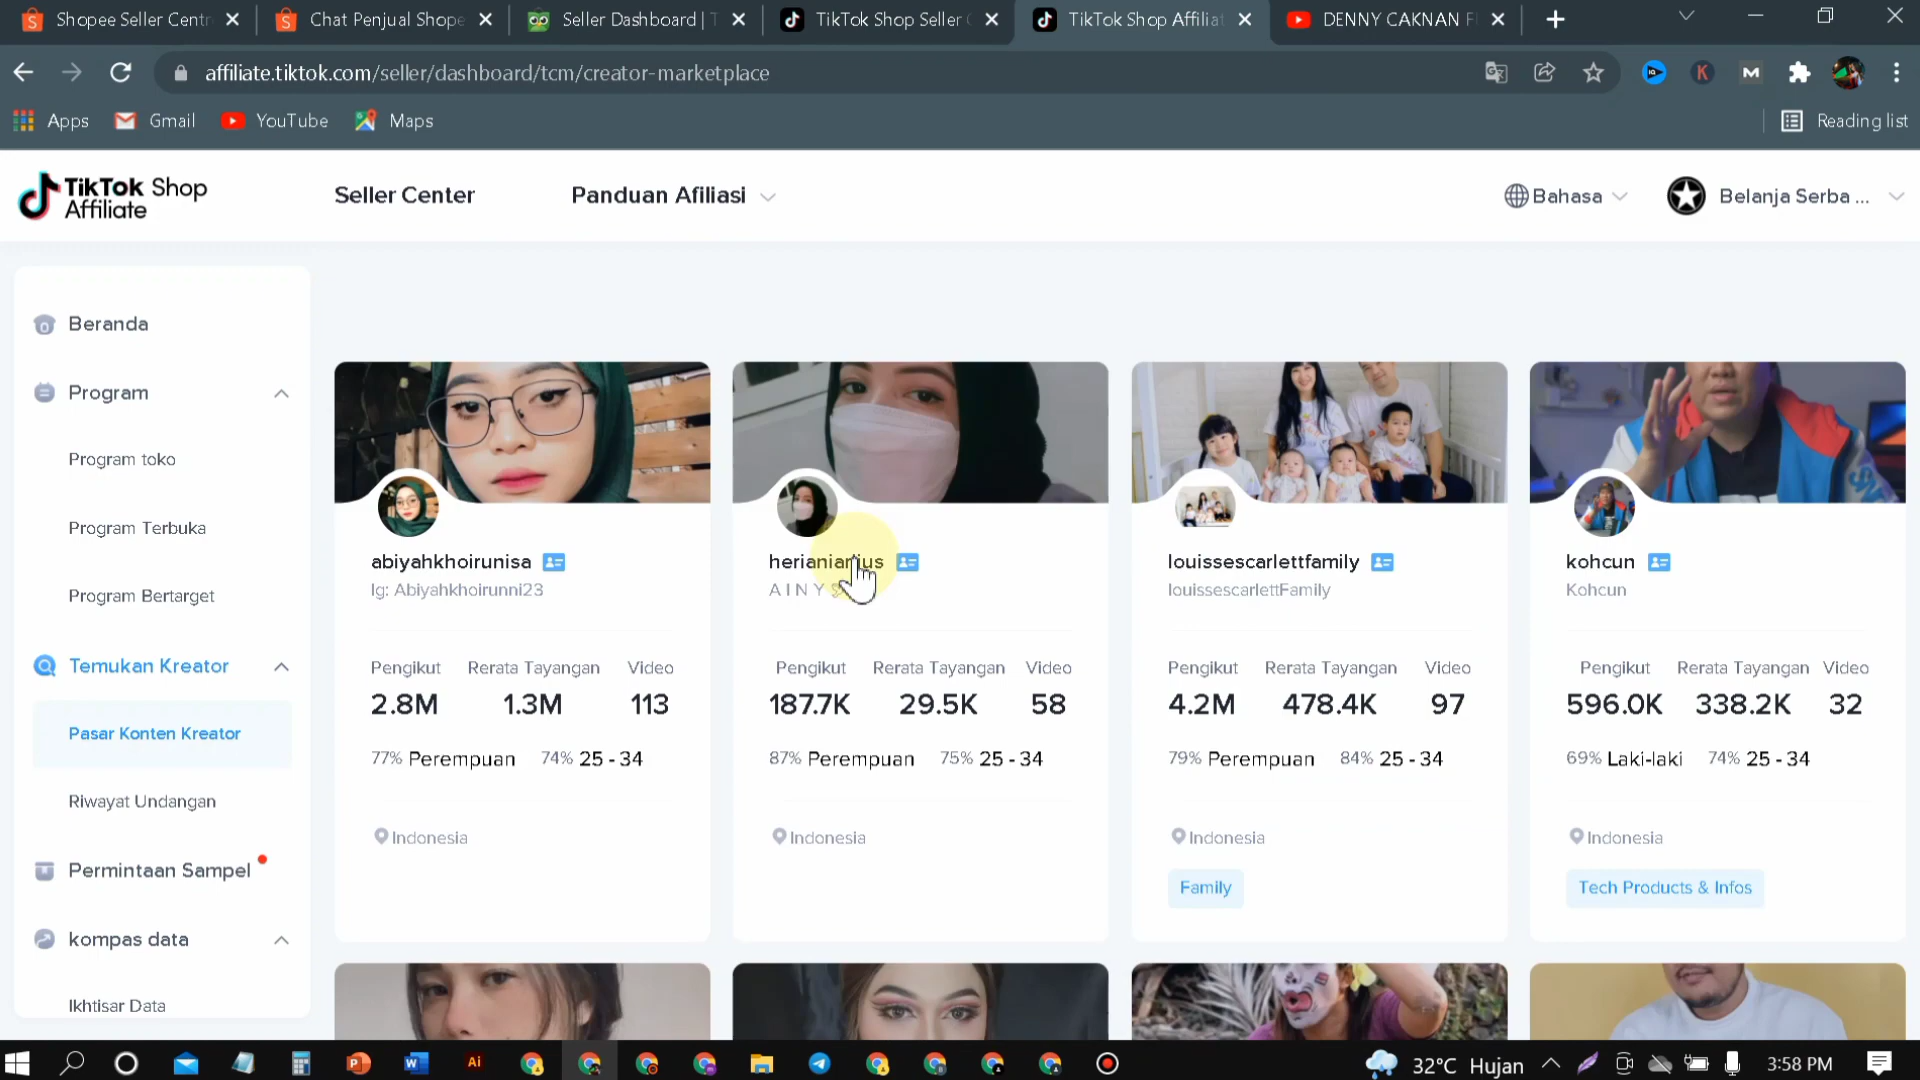 Shopee Seller Centr
Chat Penjual Shope
Seller Dashboard | T
TikTok Shop Seller C
TikTok Shop Affiliat
DENNY CAKNAN F
affiliate.tiktok.com/seller/dashboard/tcm/creator-marketplace
Apps
Gmail
YouTube
Maps
Reading list
TikTok Shop
Affiliate
Seller Center
Panduan Afiliasi
Bahasa
Belanja Serba ...
Beranda
Program
Program toko
Program Terbuka
Program Bertarget
Temukan Kreator
Pasar Konten Kreator
Riwayat Undangan
Permintaan Sampel
kompas data
Ikhtisar Data
abiyahkhoirunisa
Ig: Abiyahkhoirunni23
Pengikut Rerata Tayangan Video
2.8M 1.3M 113
77% Perempuan 74% 25 - 34
Indonesia
A I N Y
Pengikut Rerata Tayangan Video
187.7K 29.5K 58
87% Perempuan 75% 25 - 34
Indonesia
louissescarlettfamily
louissescarlettFamily
Pengikut Rerata Tayangan Video
4.2M 478.4K 97
79% Perempuan 84% 25 - 34
Indonesia
Family
kohcun
Kohcun
Pengikut Rerata Tayangan Video
596.0K 338.2K 32
69% Laki-laki 74% 25 - 34
Indonesia
Tech Products & Infos
32°C Hujan
3:58 PM